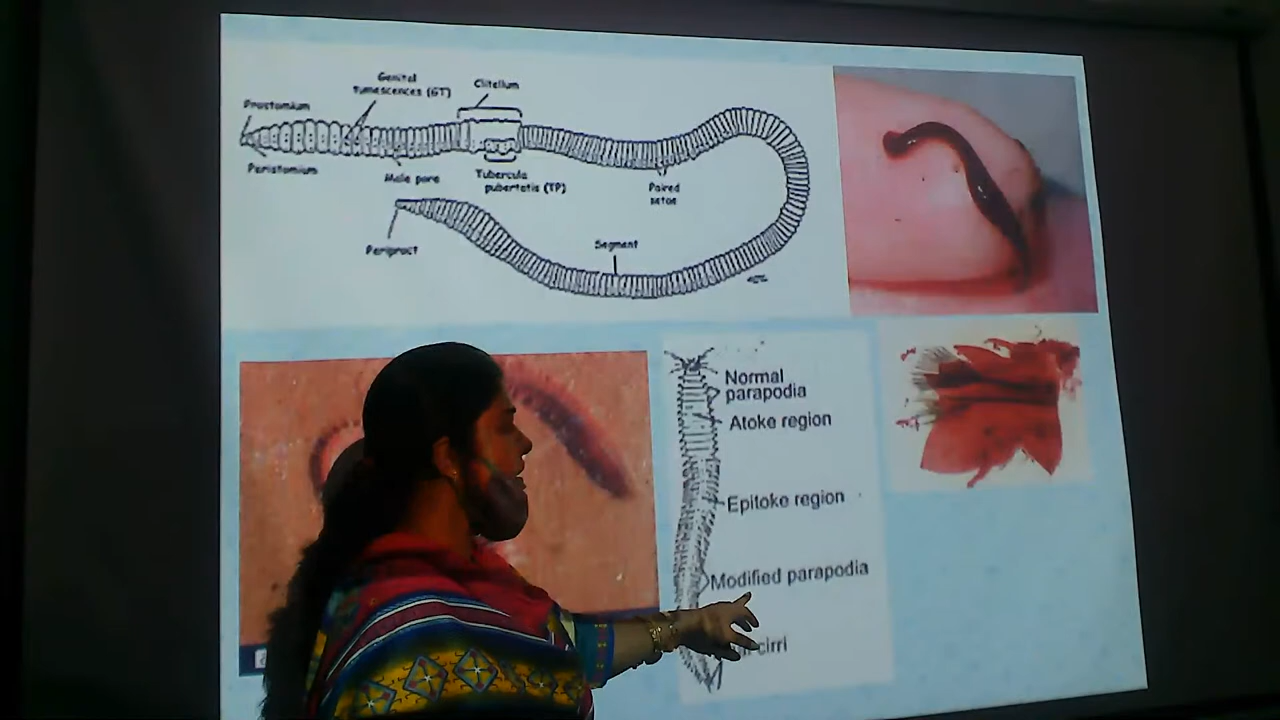 Genital
tumescences (GT)
Clitellum
Prostomium
Peristomium
Male pore
Tubercula
pubertatis (TP)
Paired
setae
Periproct
Segment
Normal
parapodia
Atoke region
Epitoke region
Modified parapodia
cirri